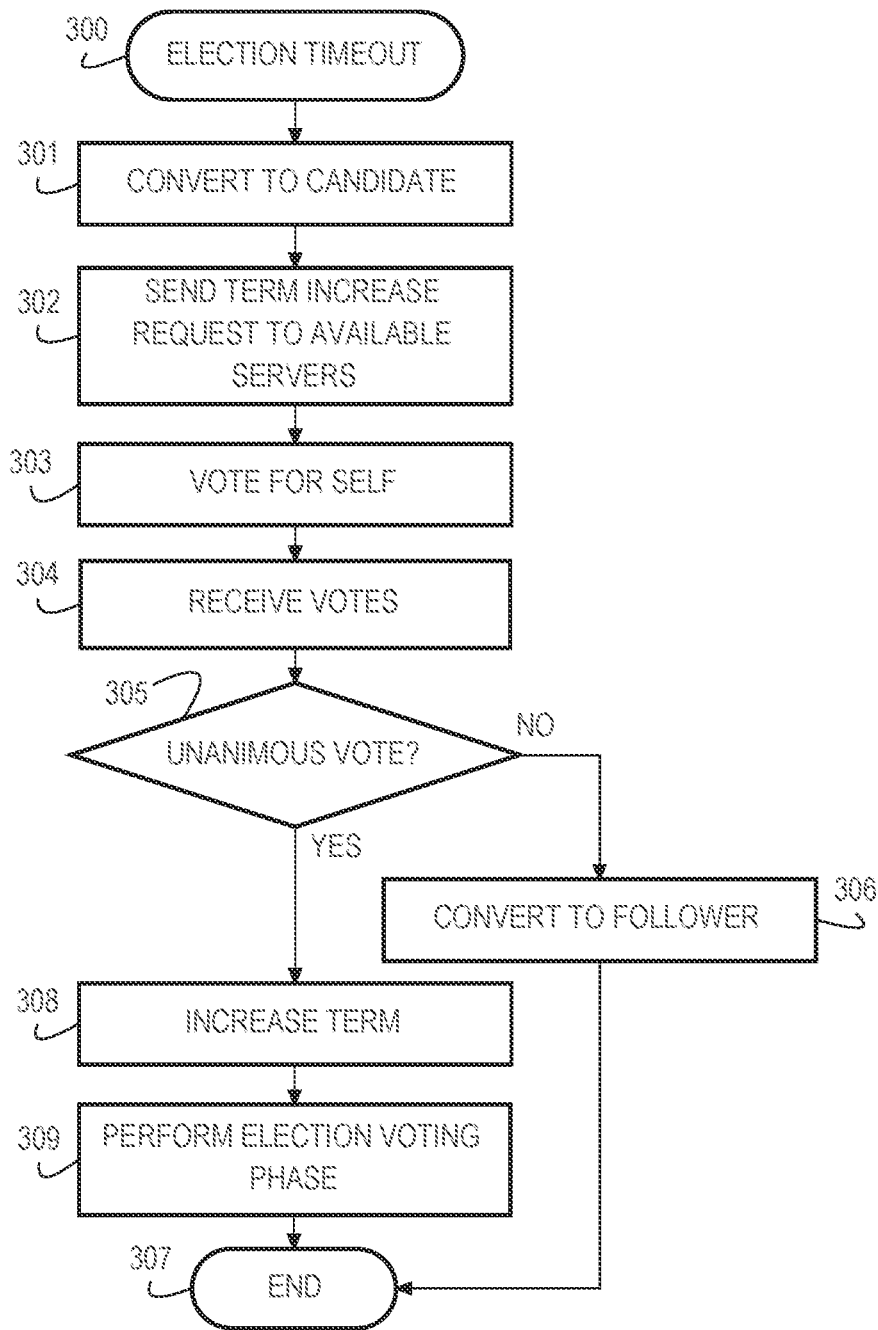 300
ELECTION TIMEOUT
301
CONVERT TO CANDIDATE
302
SEND TERM INCREASE
REQUEST TO AVAILABLE
SERVERS
303
VOTE FOR SELF
304
RECEIVE VOTES
305
UNANIMOUS VOTE?
NO
YES
CONVERT TO FOLLOWER
306
308
INCREASE TERM
309
PERFORM ELECTION VOTING
PHASE
307
END